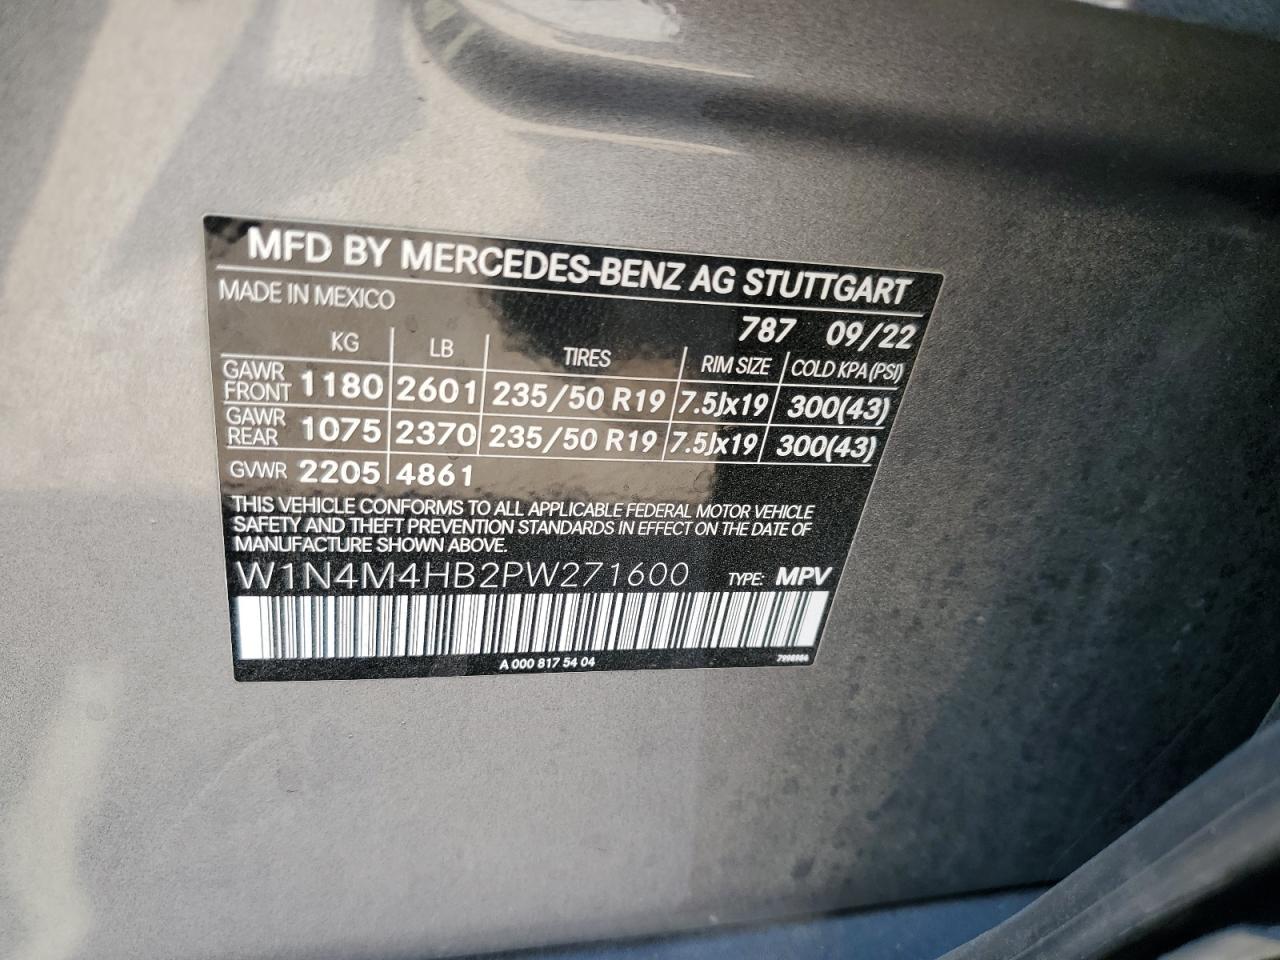 MFD BY MERCEDES-BENZ AG STUTTGART
MADE IN MEXICO
787 09/22
KG LB TIRES RIM SIZE COLD KPA (PSI)
GAWR FRONT 1180 2601 235/50 R19 7.5Jx19 300(43)
GAWR REAR 1075 2370 235/50 R19 7.5Jx19 300(43)
GVWR 2205 4861
THIS VEHICLE CONFORMS TO ALL APPLICABLE FEDERAL MOTOR VEHICLE
SAFETY AND THEFT PREVENTION STANDARDS IN EFFECT ON THE DATE OF
MANUFACTURE SHOWN ABOVE.
W1N4M4HB2PW271600 TYPE: MPV
A 000 817 54 04